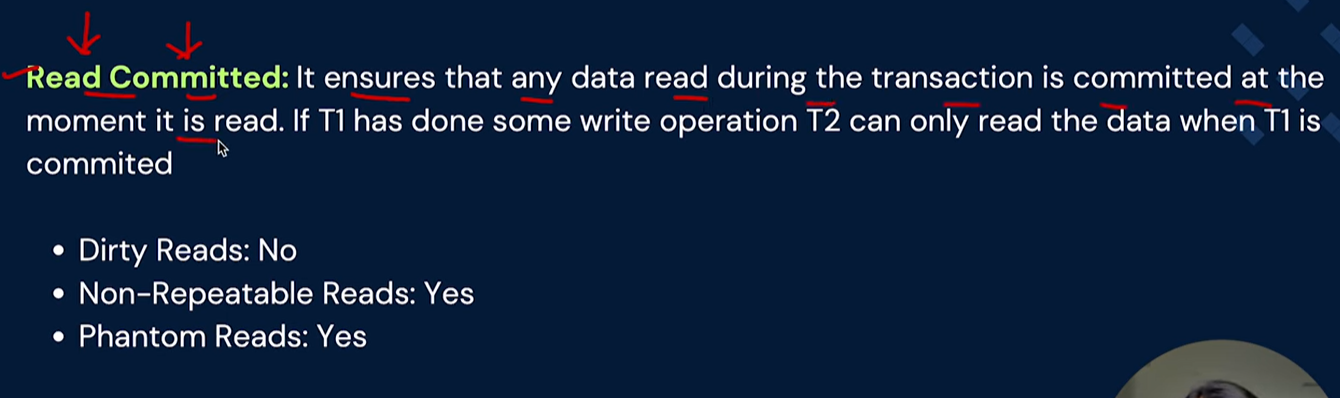 Read Committed: It ensures that any data read during the transaction is committed at the
moment it is read. If T1 has done some write operation T2 can only read the data when T1 is
commited
• Dirty Reads: No
• Non-Repeatable Reads: Yes
• Phantom Reads: Yes